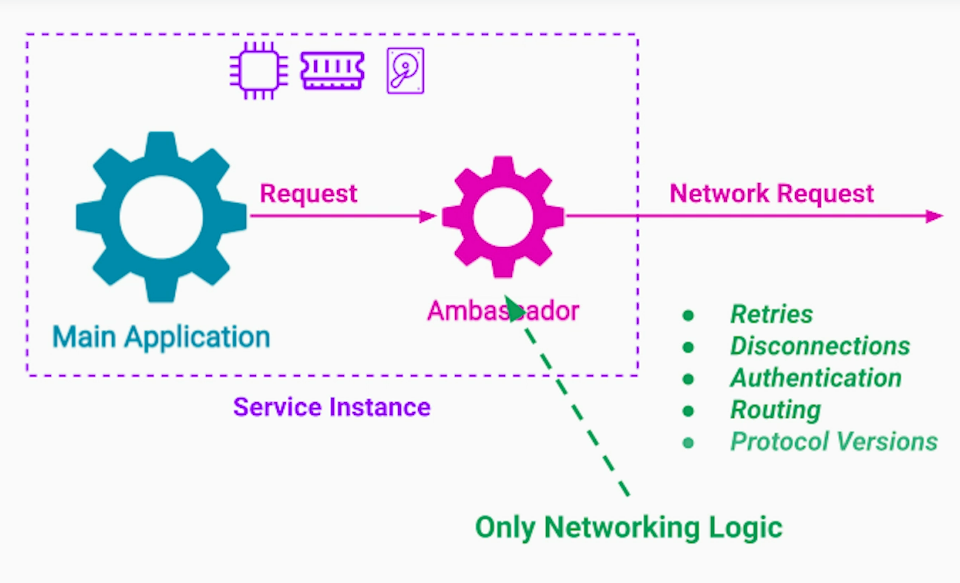 Request
Network Request
Ambassador
Main Application
Retries
Disconnections
Authentication
Routing
Protocol Versions
Service Instance
Only Networking Logic